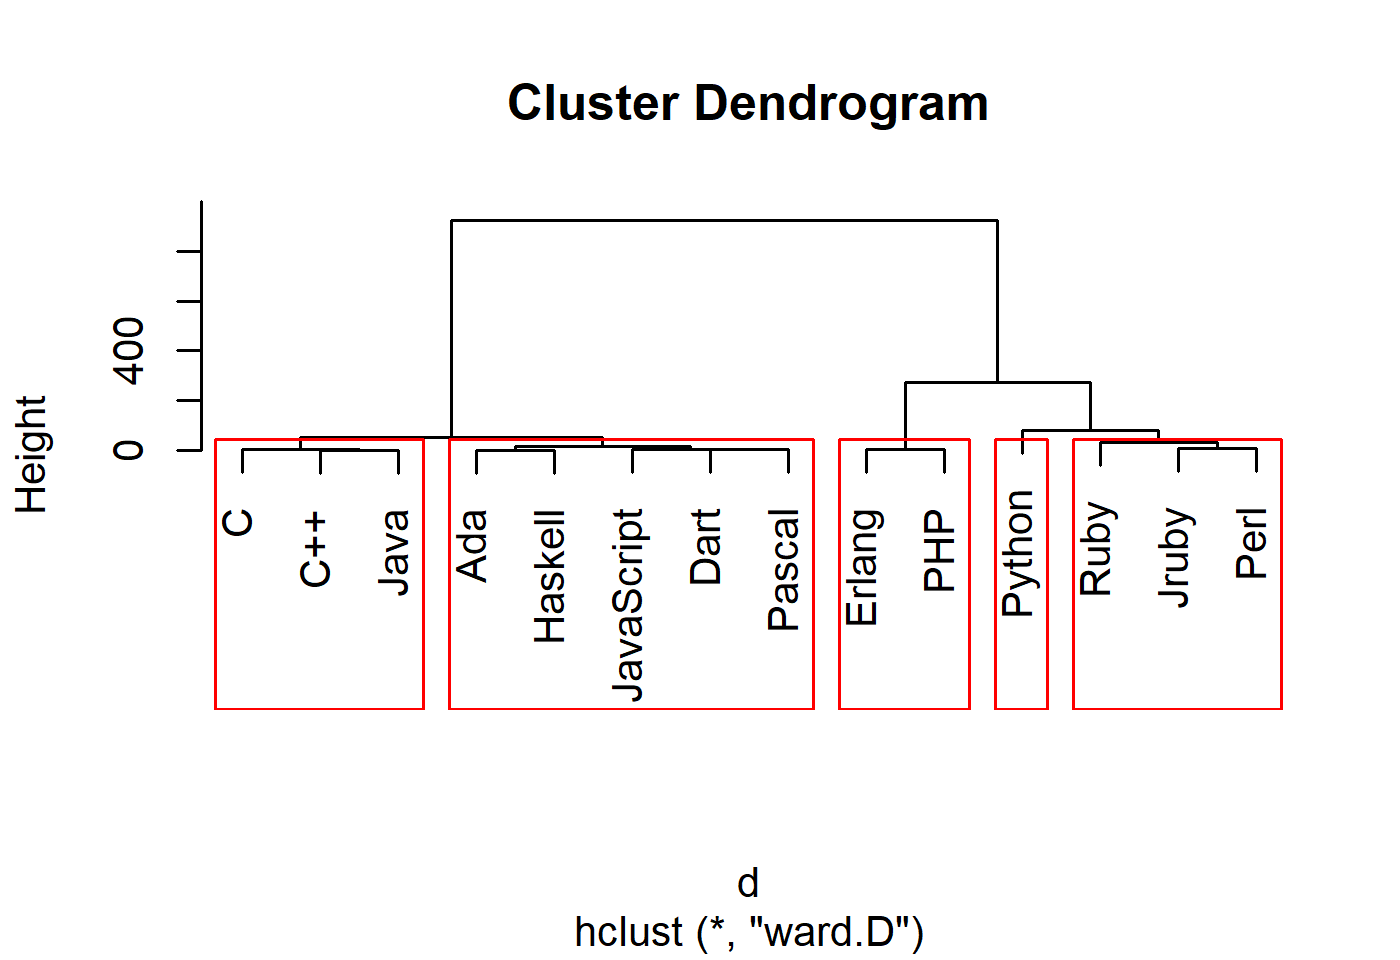 Cluster Dendrogram
Height
400
0
C
C++
Java
Ada
Haskell
JavaScript
Dart
Pascal
Erlang
PHP
Python
Ruby
Jruby
Perl
d
hclust (*, "ward.D")